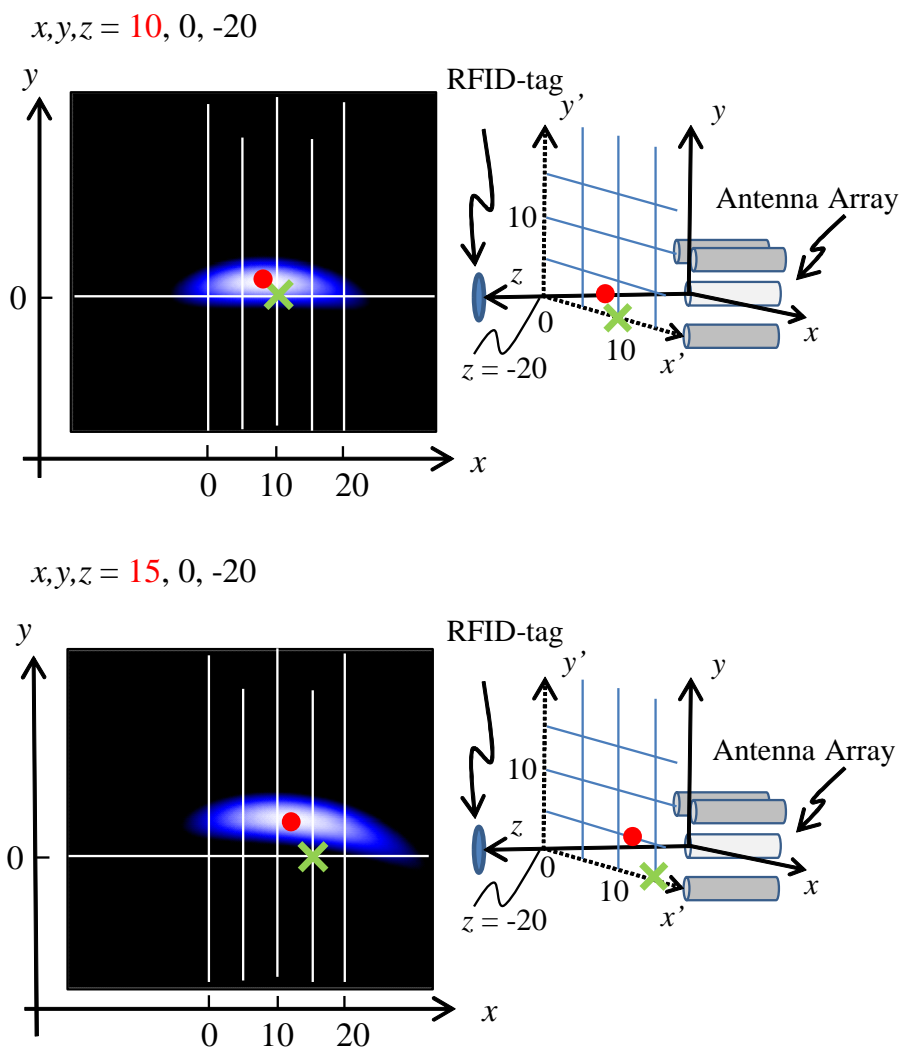 x,y,z = 10, 0, -20
y
RFID-tag
y’
y
Antenna Array
10
z
0
0
x
10
x’
z = -20
x
0
10
20
x,y,z = 15, 0, -20
y
RFID-tag
y’
y
Antenna Array
10
z
0
0
x
10
x’
z = -20
x
0
10
20